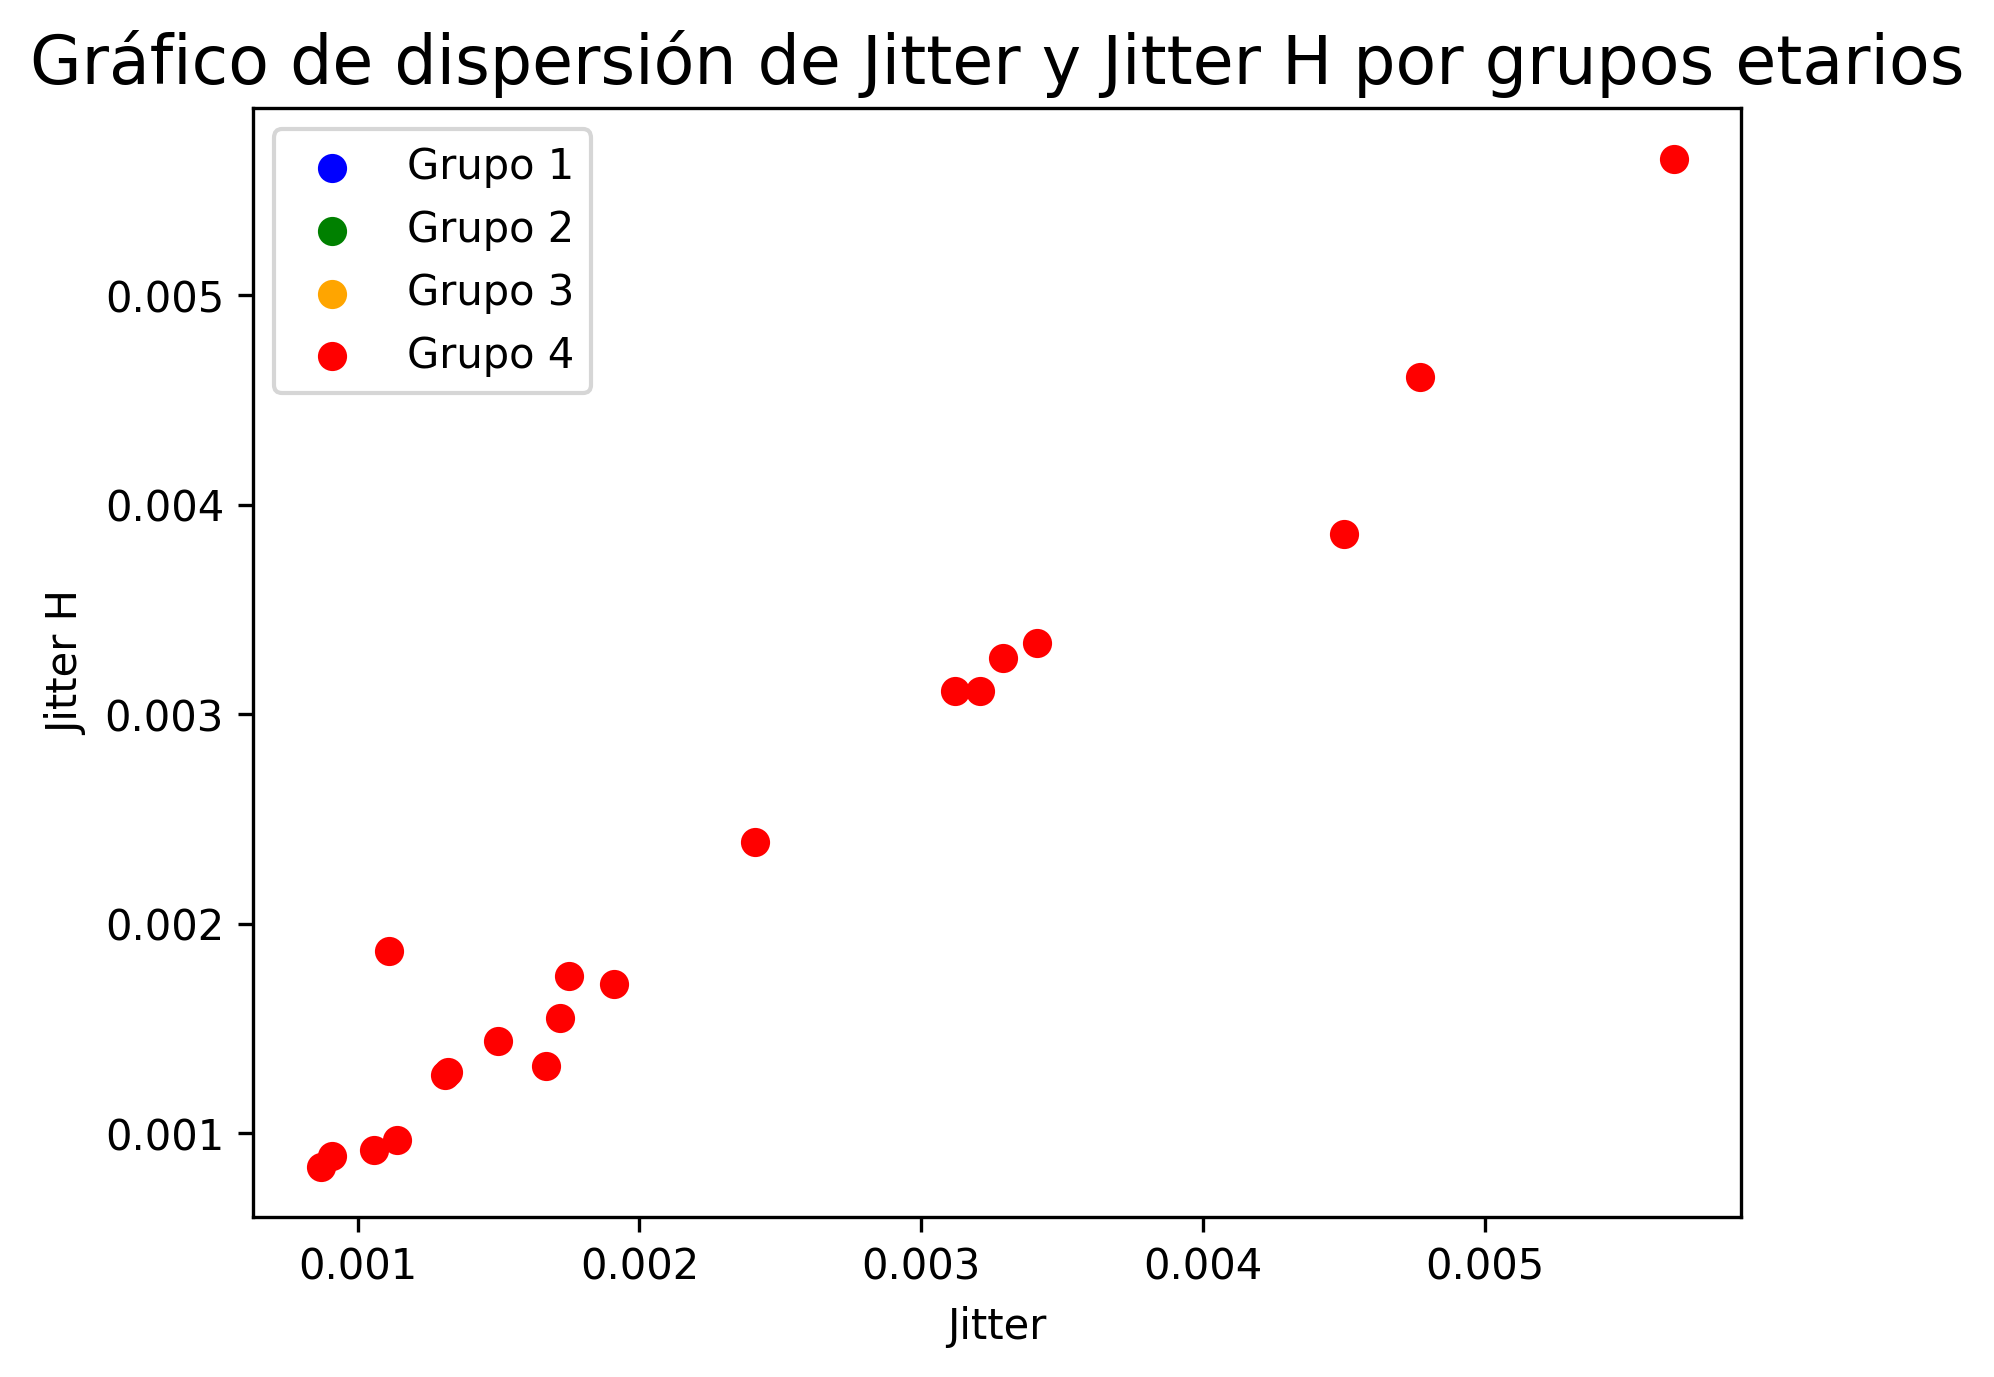 Gráfico de dispersión de Jitter y Jitter H por grupos etarios
Grupo 1
Grupo 2
Grupo 3
Grupo 4
0.005
0.004
0.003
0.002
0.001
Jitter H
0.001 0.002 0.003 0.004 0.005
Jitter